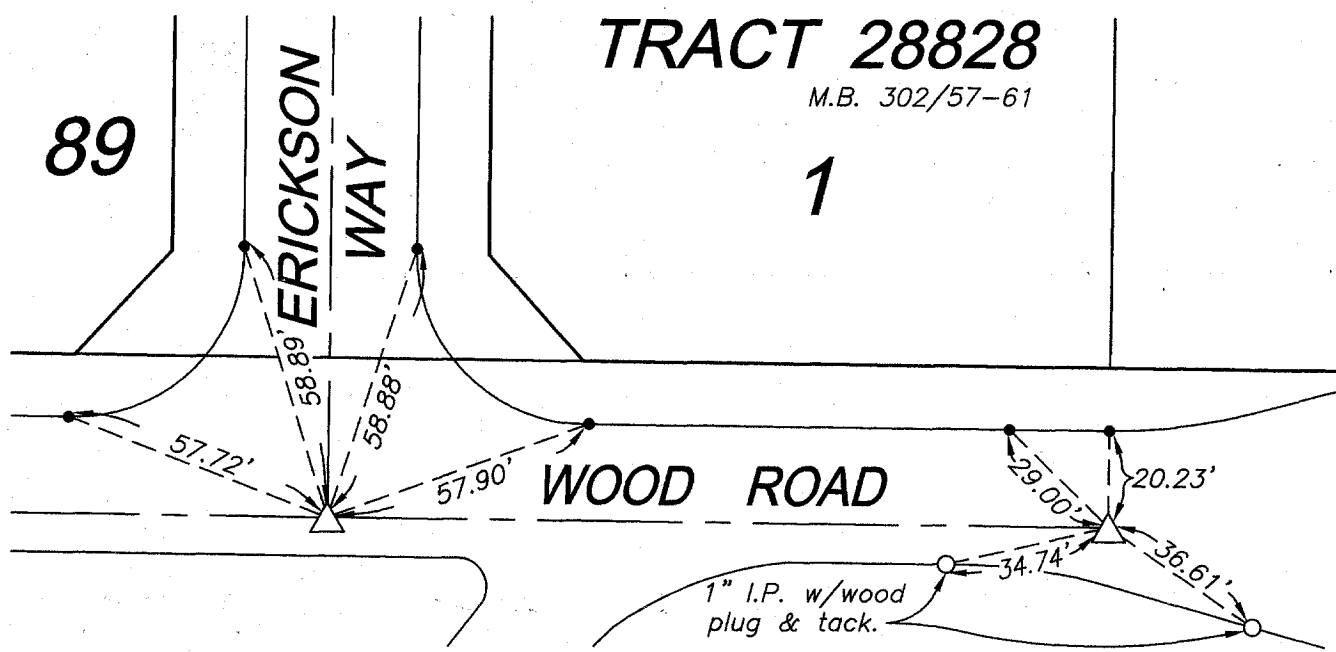 TRACT 28828
M.B. 302/57-61
89
ERICKSON
WAY
1
58.89'
58.88'
57.72'
57.90'
WOOD ROAD
29.00'
20.23'
34.74'
36.61'
1" I.P. w/wood
plug & tack.